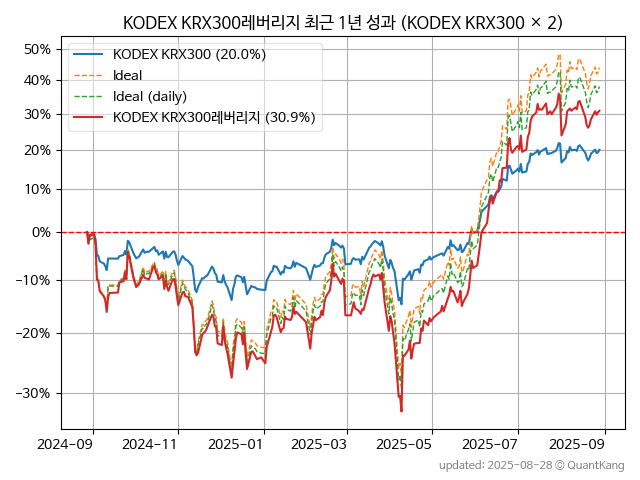 KODEX KRX300레버리지 최근 1년 성과 (KODEX KRX300 × 2)
50%
40%
30%
20%
10%
0%
−10%
−20%
−30%
KODEX KRX300 (20.0%)
Ideal
Ideal (daily)
KODEX KRX300레버리지 (30.9%)
2024-09 2024-11 2025-01 2025-03 2025-05 2025-07 2025-09
updated: 2025-08-28 © QuantKang